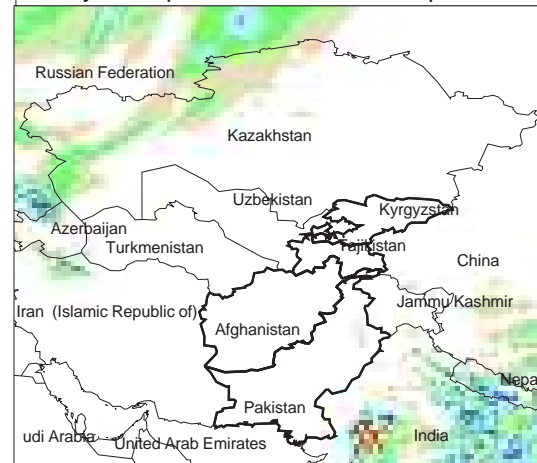 Russian Federation
Kazakhstan
Uzbekistan
Kyrgyzstan
Azerbaijan
Turkmenistan
Tajikistan
China
Iran (Islamic Republic of)
Jammu Kashmir
Afghanistan
Nepa
Pakistan
udi Arabia
United Arab Emirates
India